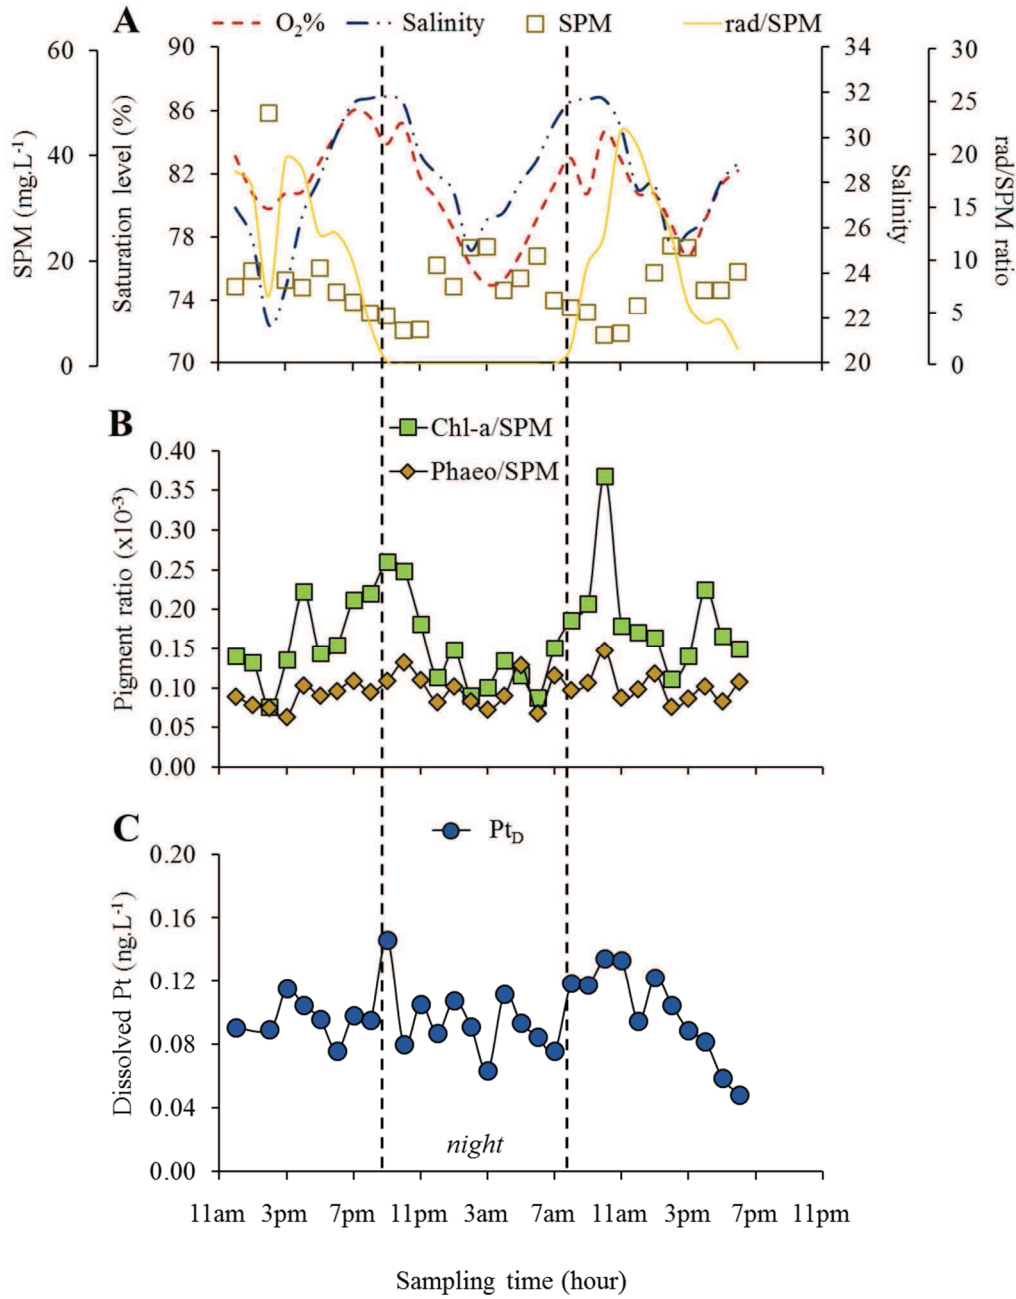 A O₂% Salinity SPM rad/SPM
60 90 34 30
86 32 25
40 82 30 20
28 15
78 26
20 24 10
74 22 5
0 70 20 0
SPM (mg.L⁻¹)
Saturation level (%)
Salinity
rad/SPM ratio
B Chl-a/SPM
Phaeo/SPM
0.40
0.35
0.30
0.25
0.20
0.15
0.10
0.05
0.00
Pigment ratio (x10⁻³)
C Pt_D
0.20
0.16
0.12
0.08
0.04
0.00
Dissolved Pt (ng.L⁻¹)
night
11am 3pm 7pm 11pm 3am 7am 11am 3pm 7pm 11pm
Sampling time (hour)